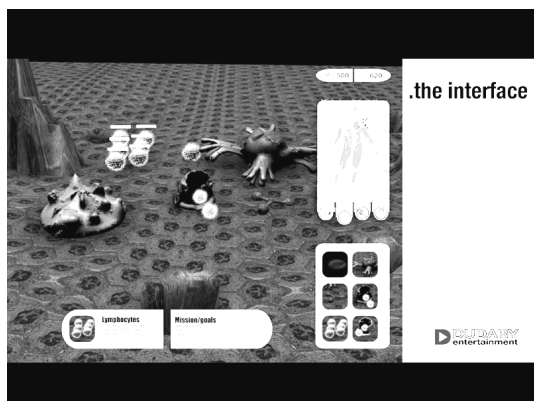 500 620
.the interface
Lymphocytes
Mission/goals
DUDARY
entertainment